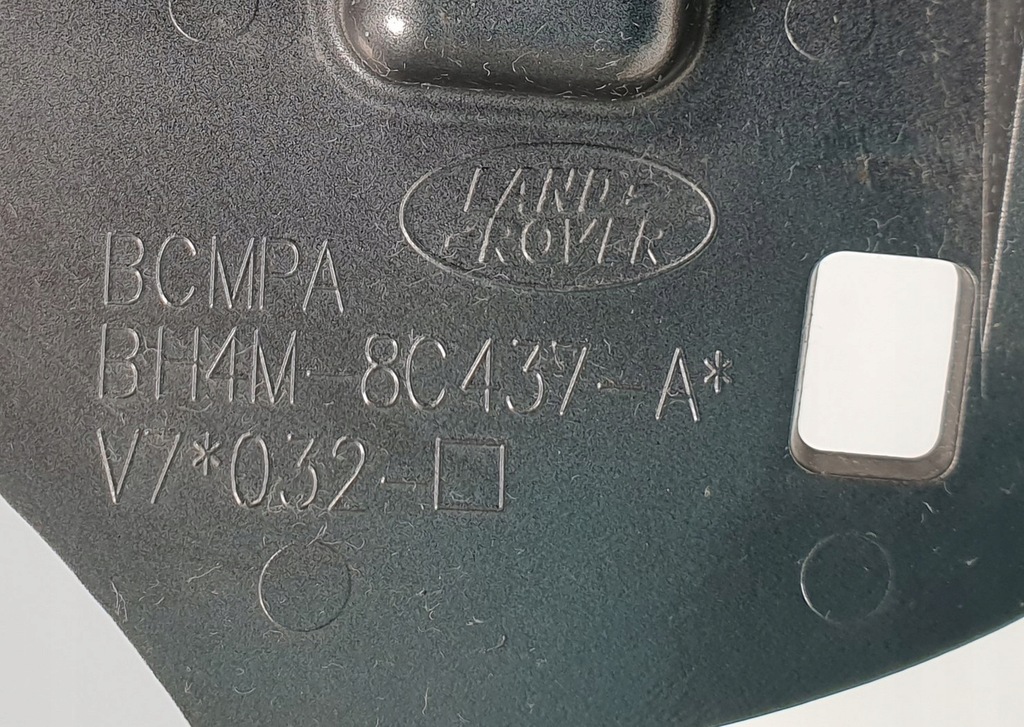 LAND
ROVER
BCMPA
BH4M-8C437-A*
V7*032-